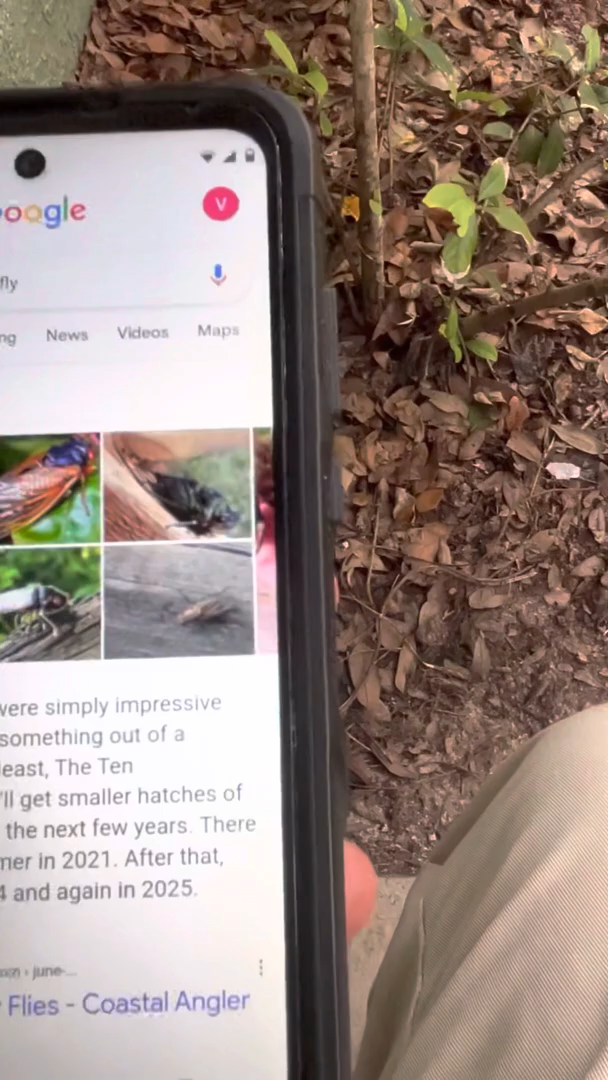 oogle
V
fly
ng News Videos Maps
were simply impressive
something out of a
east, The Ten
'll get smaller hatches of
the next few years. There
mer in 2021. After that,
4 and again in 2025.
› june-...
Flies - Coastal Angler